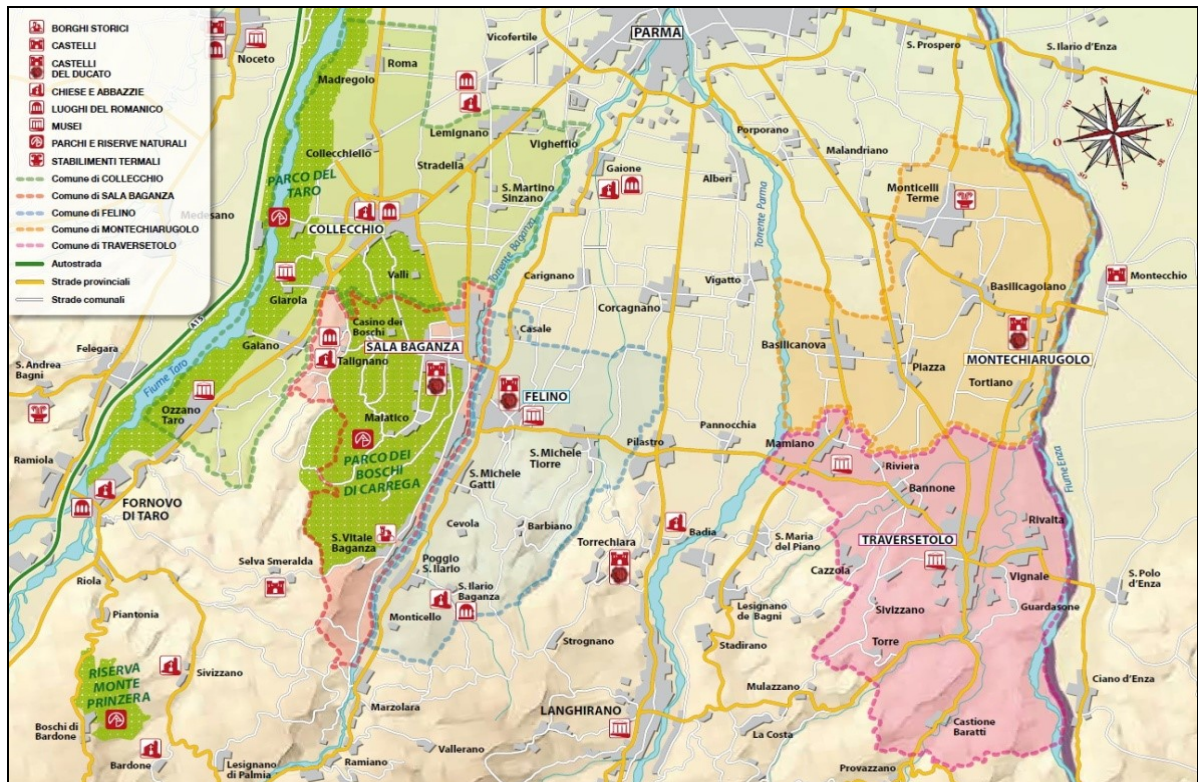 BORGHI STORICI
CASTELLI
CASTELLI
DEL DUCATO
CHIESE E ABBAZZIE
LUOGHI DEL ROMANICO
MUSEI
PARCHI E RISERVE NATURALI
STABILIMENTI TERMALI
Comune di COLLECCHIO
Comune di SALA BAGANZA
Comune di FELINO
Comune di MONTECHIARUGOLO
Comune di TRAVERSETOLO
Autostrada
Strade provinciali
Strade comunali
Noceto
Vicofertile
PARMA
S. Prospero
S. Ilario d'Enza
Roma
Madregolo
N
NE
E
SE
S
SO
O
NO
Lemignano
Vigheffio
Porporano
Malandriano
Collecchiello
Stradella
Gaione
Alberi
PARCO DEL
TARO
S. Martino
Sinzano
Monticelli
Terme
Medesano
COLLECCHIO
Torrente Baganza
Torrente Parma
Valli
Carignano
Vigatto
Montecchio
Giarola
Corcagnano
Basilicagolano
A15
Casino dei
Boschi
Casale
Felegara
Gaiano
SALA BAGANZA
Basilicanova
MONTECHIARUGOLO
Talignano
S. Andrea
Bagni
Fiume Taro
Piazza
Tortiano
FELINO
Ozzano
Taro
Maiatico
Pannocchia
Pilastro
Mamiano
PARCO DEI
BOSCHI
DI CARREGA
S. Michele
Tiorre
Ramiola
S. Michele
Gatti
Riviera
Bannone
Fiume Enza
FORNOVO
DI TARO
Cevola
Barbiano
Badia
Rivalta
S. Vitale
Baganza
Torrechiara
S. Maria
del Piano
TRAVERSETOLO
Selva Smeralda
Poggio
S. Ilario
Cazzola
Vignale
S. Polo
d'Enza
Riola
S. Ilario
Baganza
Lesignano
de Bagni
Sivizzano
Guardasone
Piantonia
Monticello
Strognano
Stadirano
Torre
RISERVA
MONTE
PRINZERA
Sivizzano
Mulazzano
Ciano d'Enza
Boschi di
Bardone
Marzolara
LANGHIRANO
Castione
Baratti
La Costa
Vallerano
Bardone
Lesignano
di Palmia
Ramiano
Provazzano